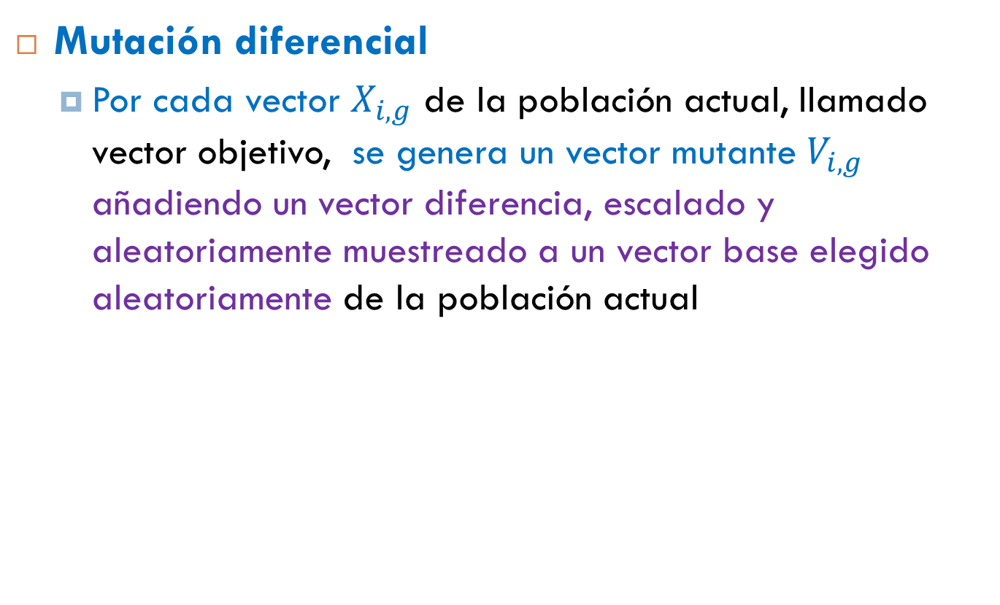 Mutación diferencial
Por cada vector X_{i,g} de la población actual, llamado
vector objetivo, se genera un vector mutante V_{i,g}
añadiendo un vector diferencia, escalado y
aleatoriamente muestreado a un vector base elegido
aleatoriamente de la población actual